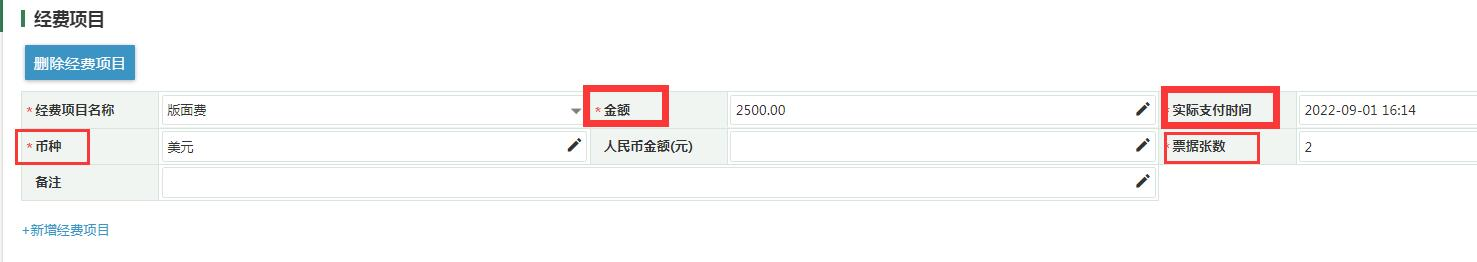 经费项目
删除经费项目
*经费项目名称 版面费 *金额 2500.00 *实际支付时间 2022-09-01 16:14
*币种 美元 人民币金额(元) *票据张数 2
备注
+新增经费项目